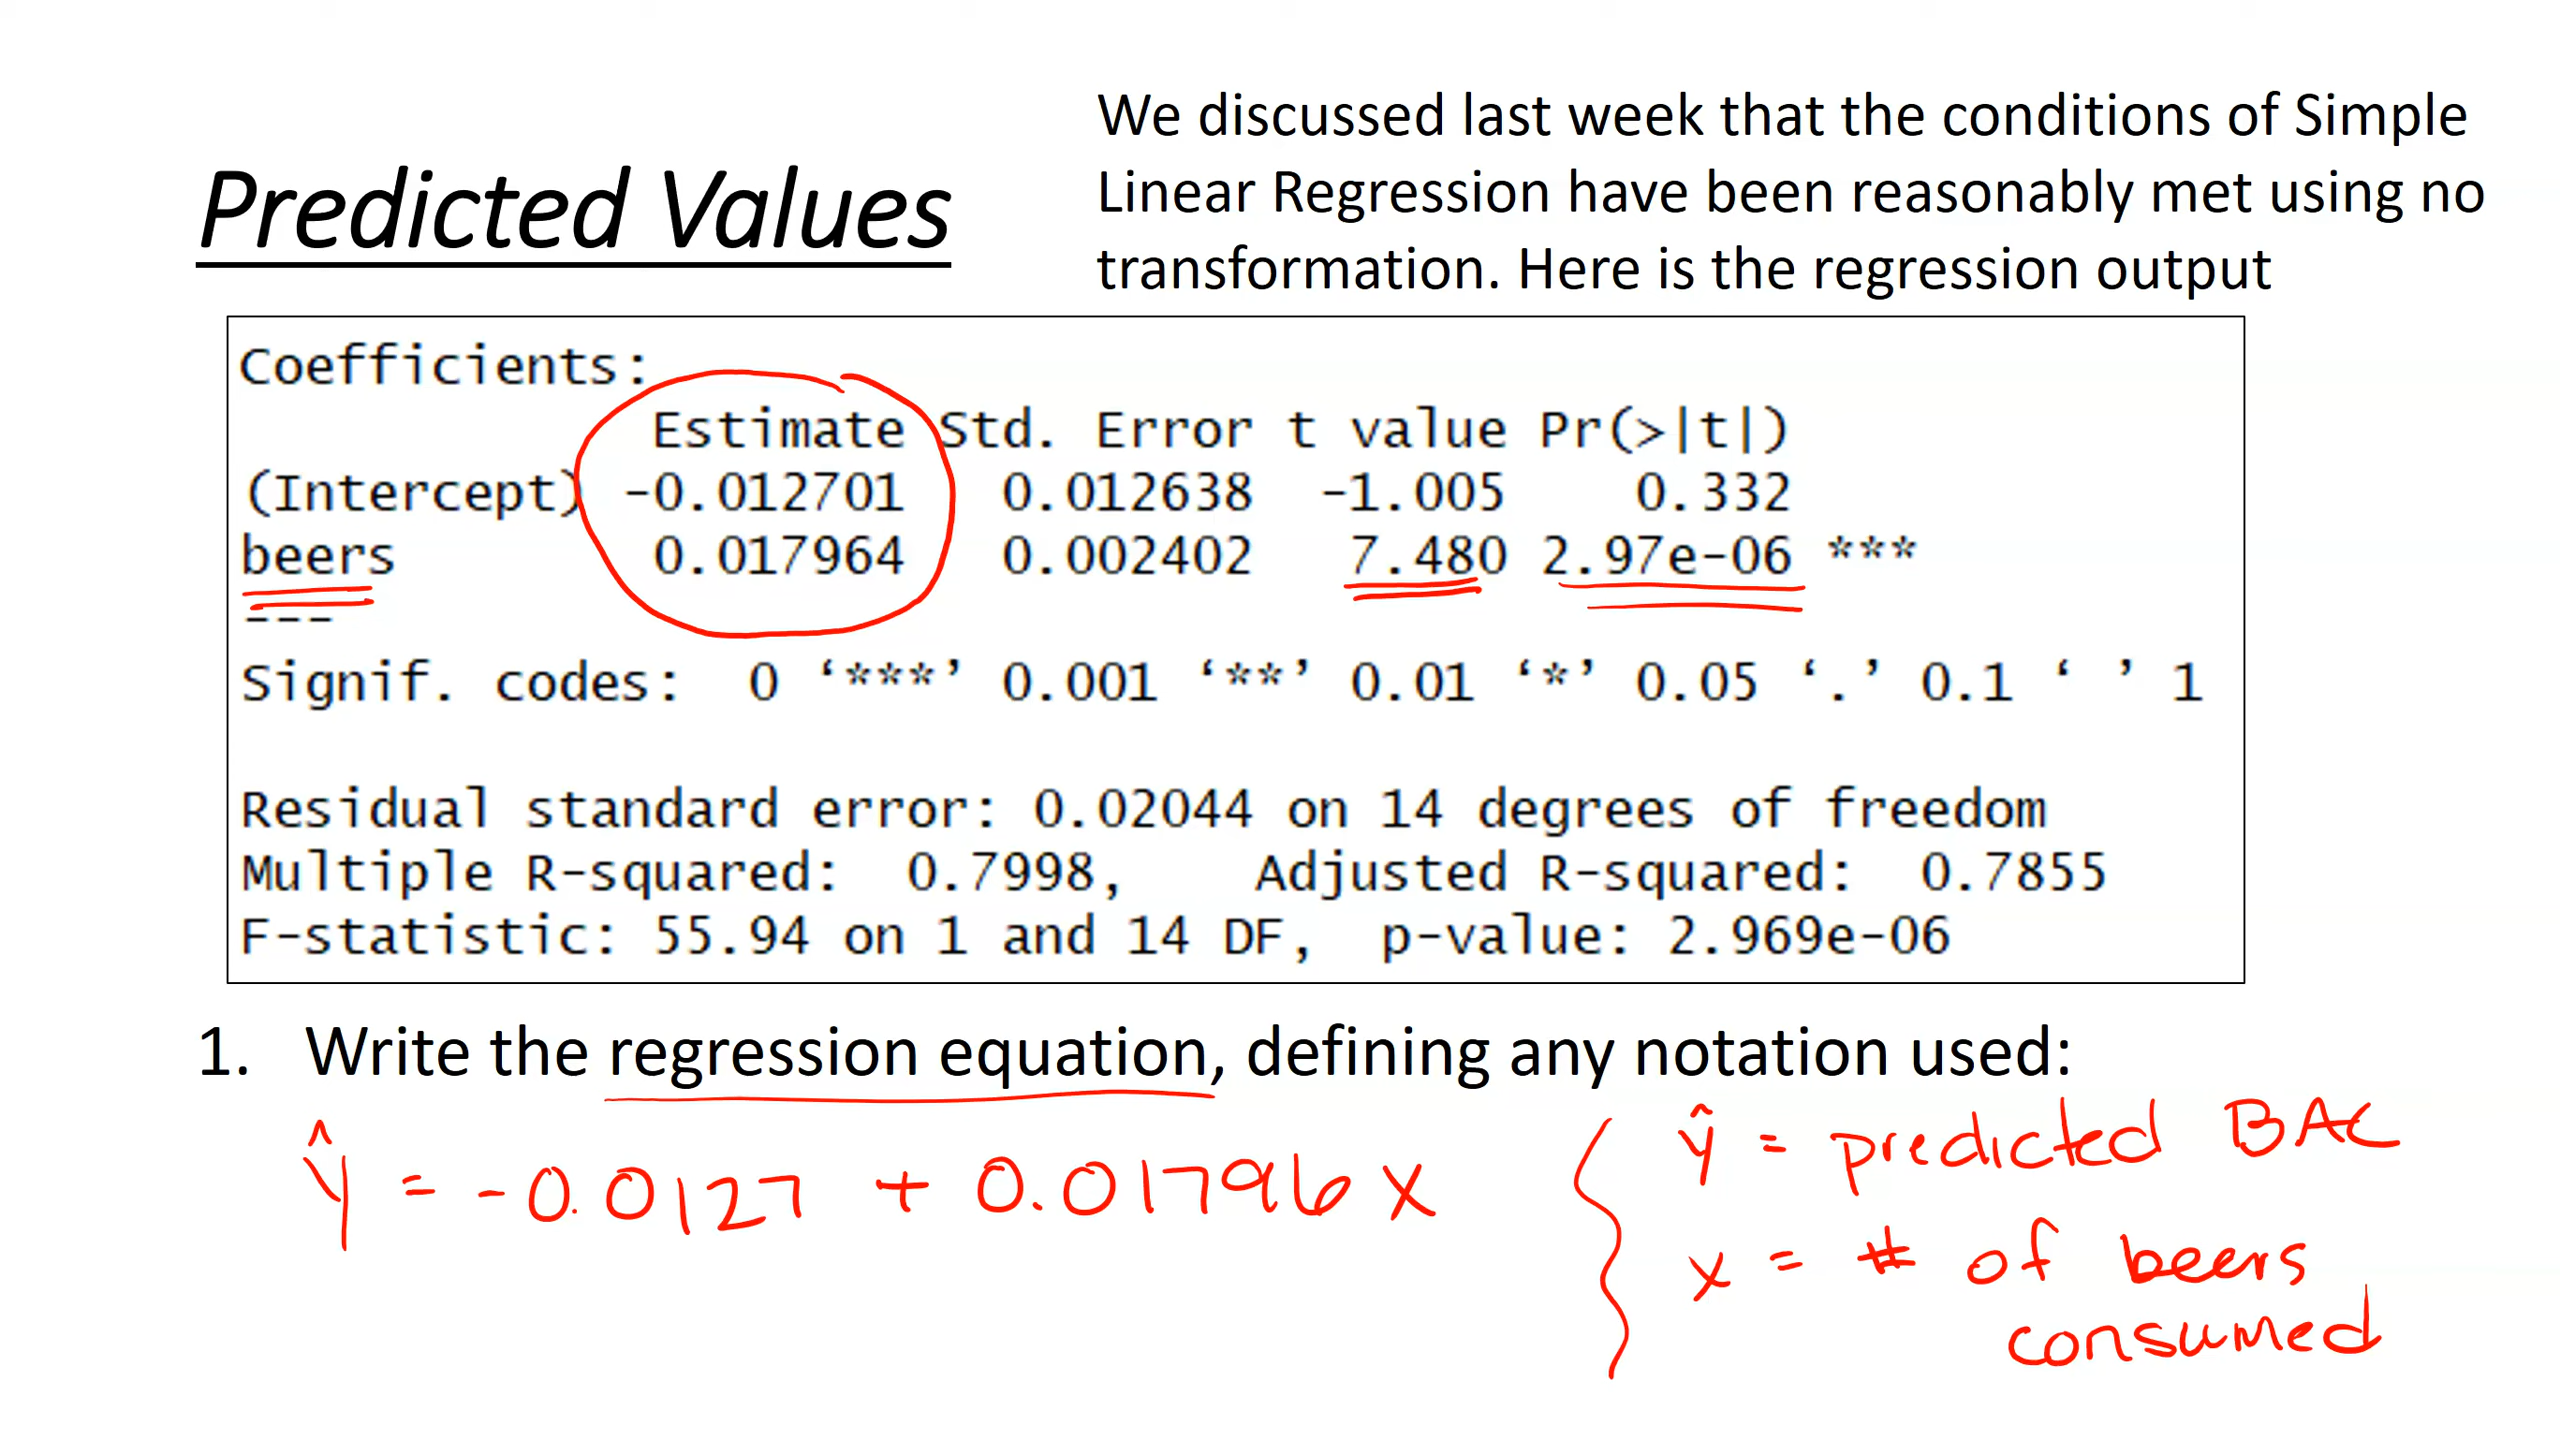 Predicted Values
We discussed last week that the conditions of Simple
Linear Regression have been reasonably met using no
transformation. Here is the regression output
Coefficients:
Estimate Std. Error t value Pr(>|t|)
(Intercept) -0.012701 0.012638 -1.005 0.332
beers 0.017964 0.002402 7.480 2.97e-06 ***
---
Signif. codes: 0 ‘***’ 0.001 ‘**’ 0.01 ‘*’ 0.05 ‘.’ 0.1 ‘ ’ 1
Residual standard error: 0.02044 on 14 degrees of freedom
Multiple R-squared: 0.7998, Adjusted R-squared: 0.7855
F-statistic: 55.94 on 1 and 14 DF, p-value: 2.969e-06
1. Write the regression equation, defining any notation used:
ŷ = -0.0127 + 0.01796x
ŷ = predicted BAC
x = # of beers
consumed